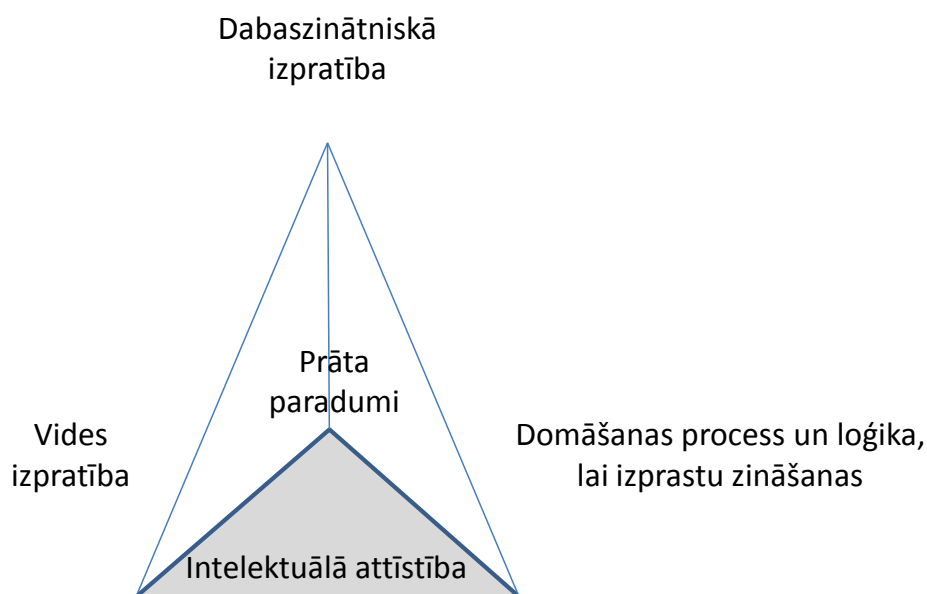 Dabaszinātniskā
izpratība
Prāta
paradumi
Vides
izpratība
Domāšanas process un loģika,
lai izprastu zināšanas
Intelektuālā attīstība